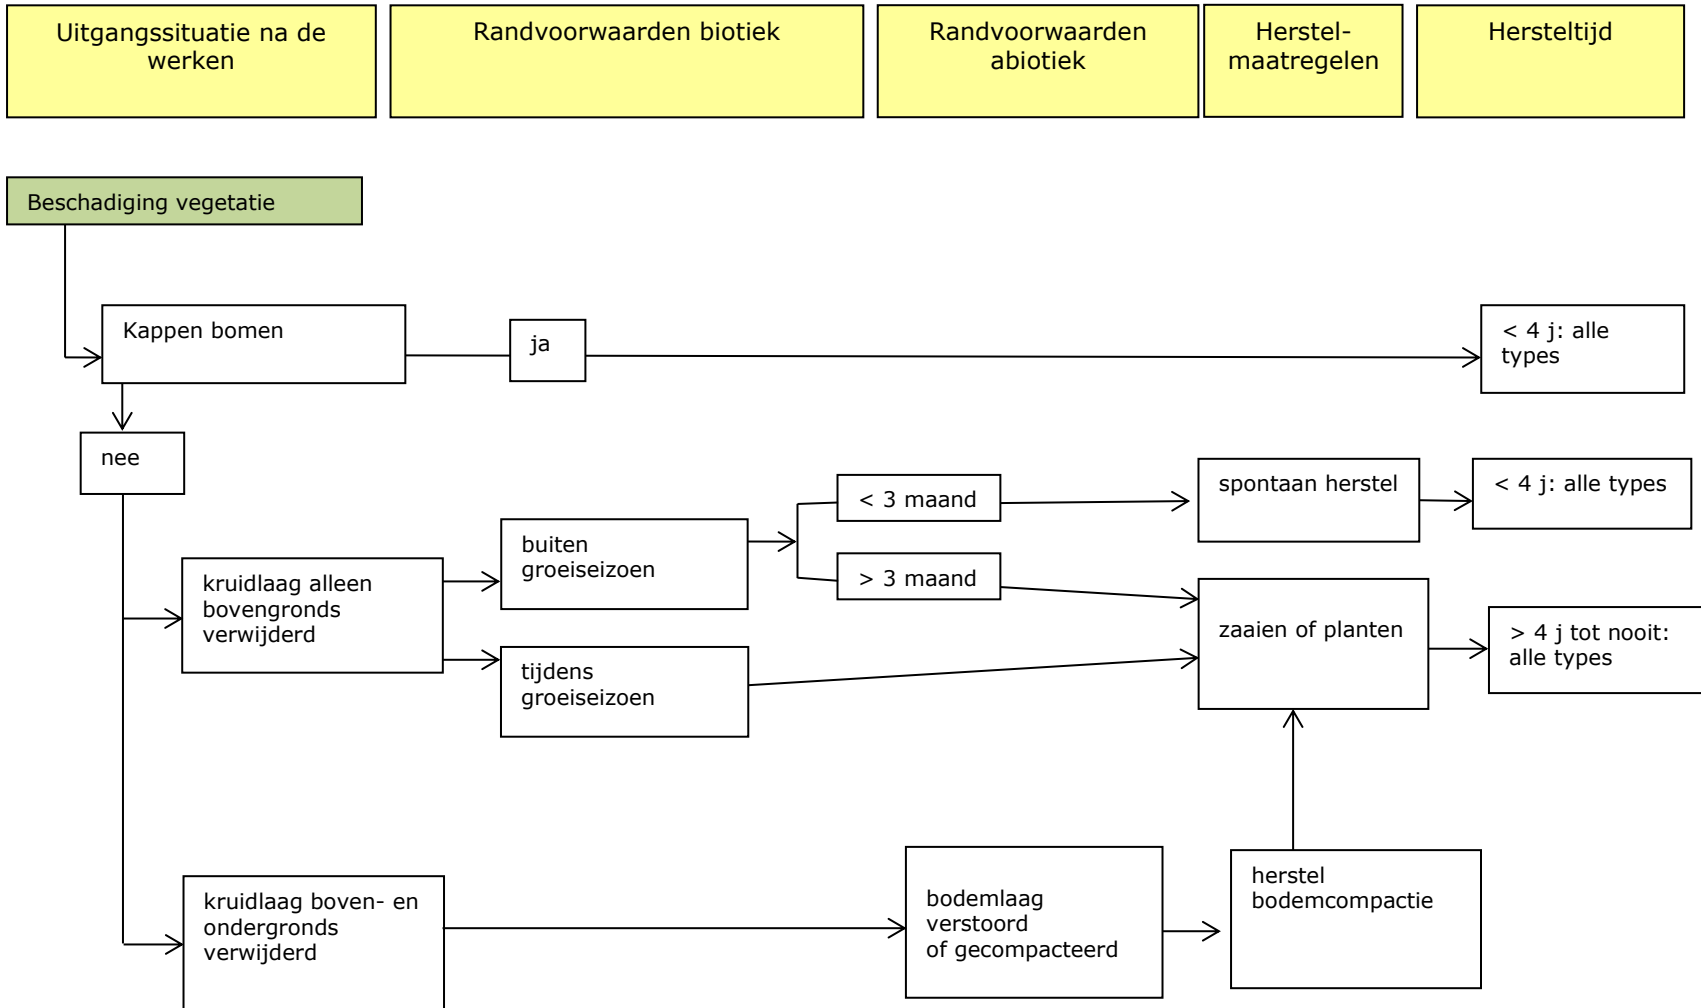 Uitgangssituatie na de
werken
Randvoorwaarden biotiek
Randvoorwaarden
abiotiek
Herstel-
maatregelen
Hersteltijd
Beschadiging vegetatie
Kappen bomen
ja
< 4 j: alle
types
nee
kruidlaag alleen
bovengronds
verwijderd
buiten
groeiseizoen
< 3 maand
spontaan herstel
< 4 j: alle types
> 3 maand
tijdens
groeiseizoen
zaaien of planten
> 4 j tot nooit:
alle types
kruidlaag boven- en
ondergronds
verwijderd
bodemlaag
verstoord
of gecompacteerd
herstel
bodemcompactie